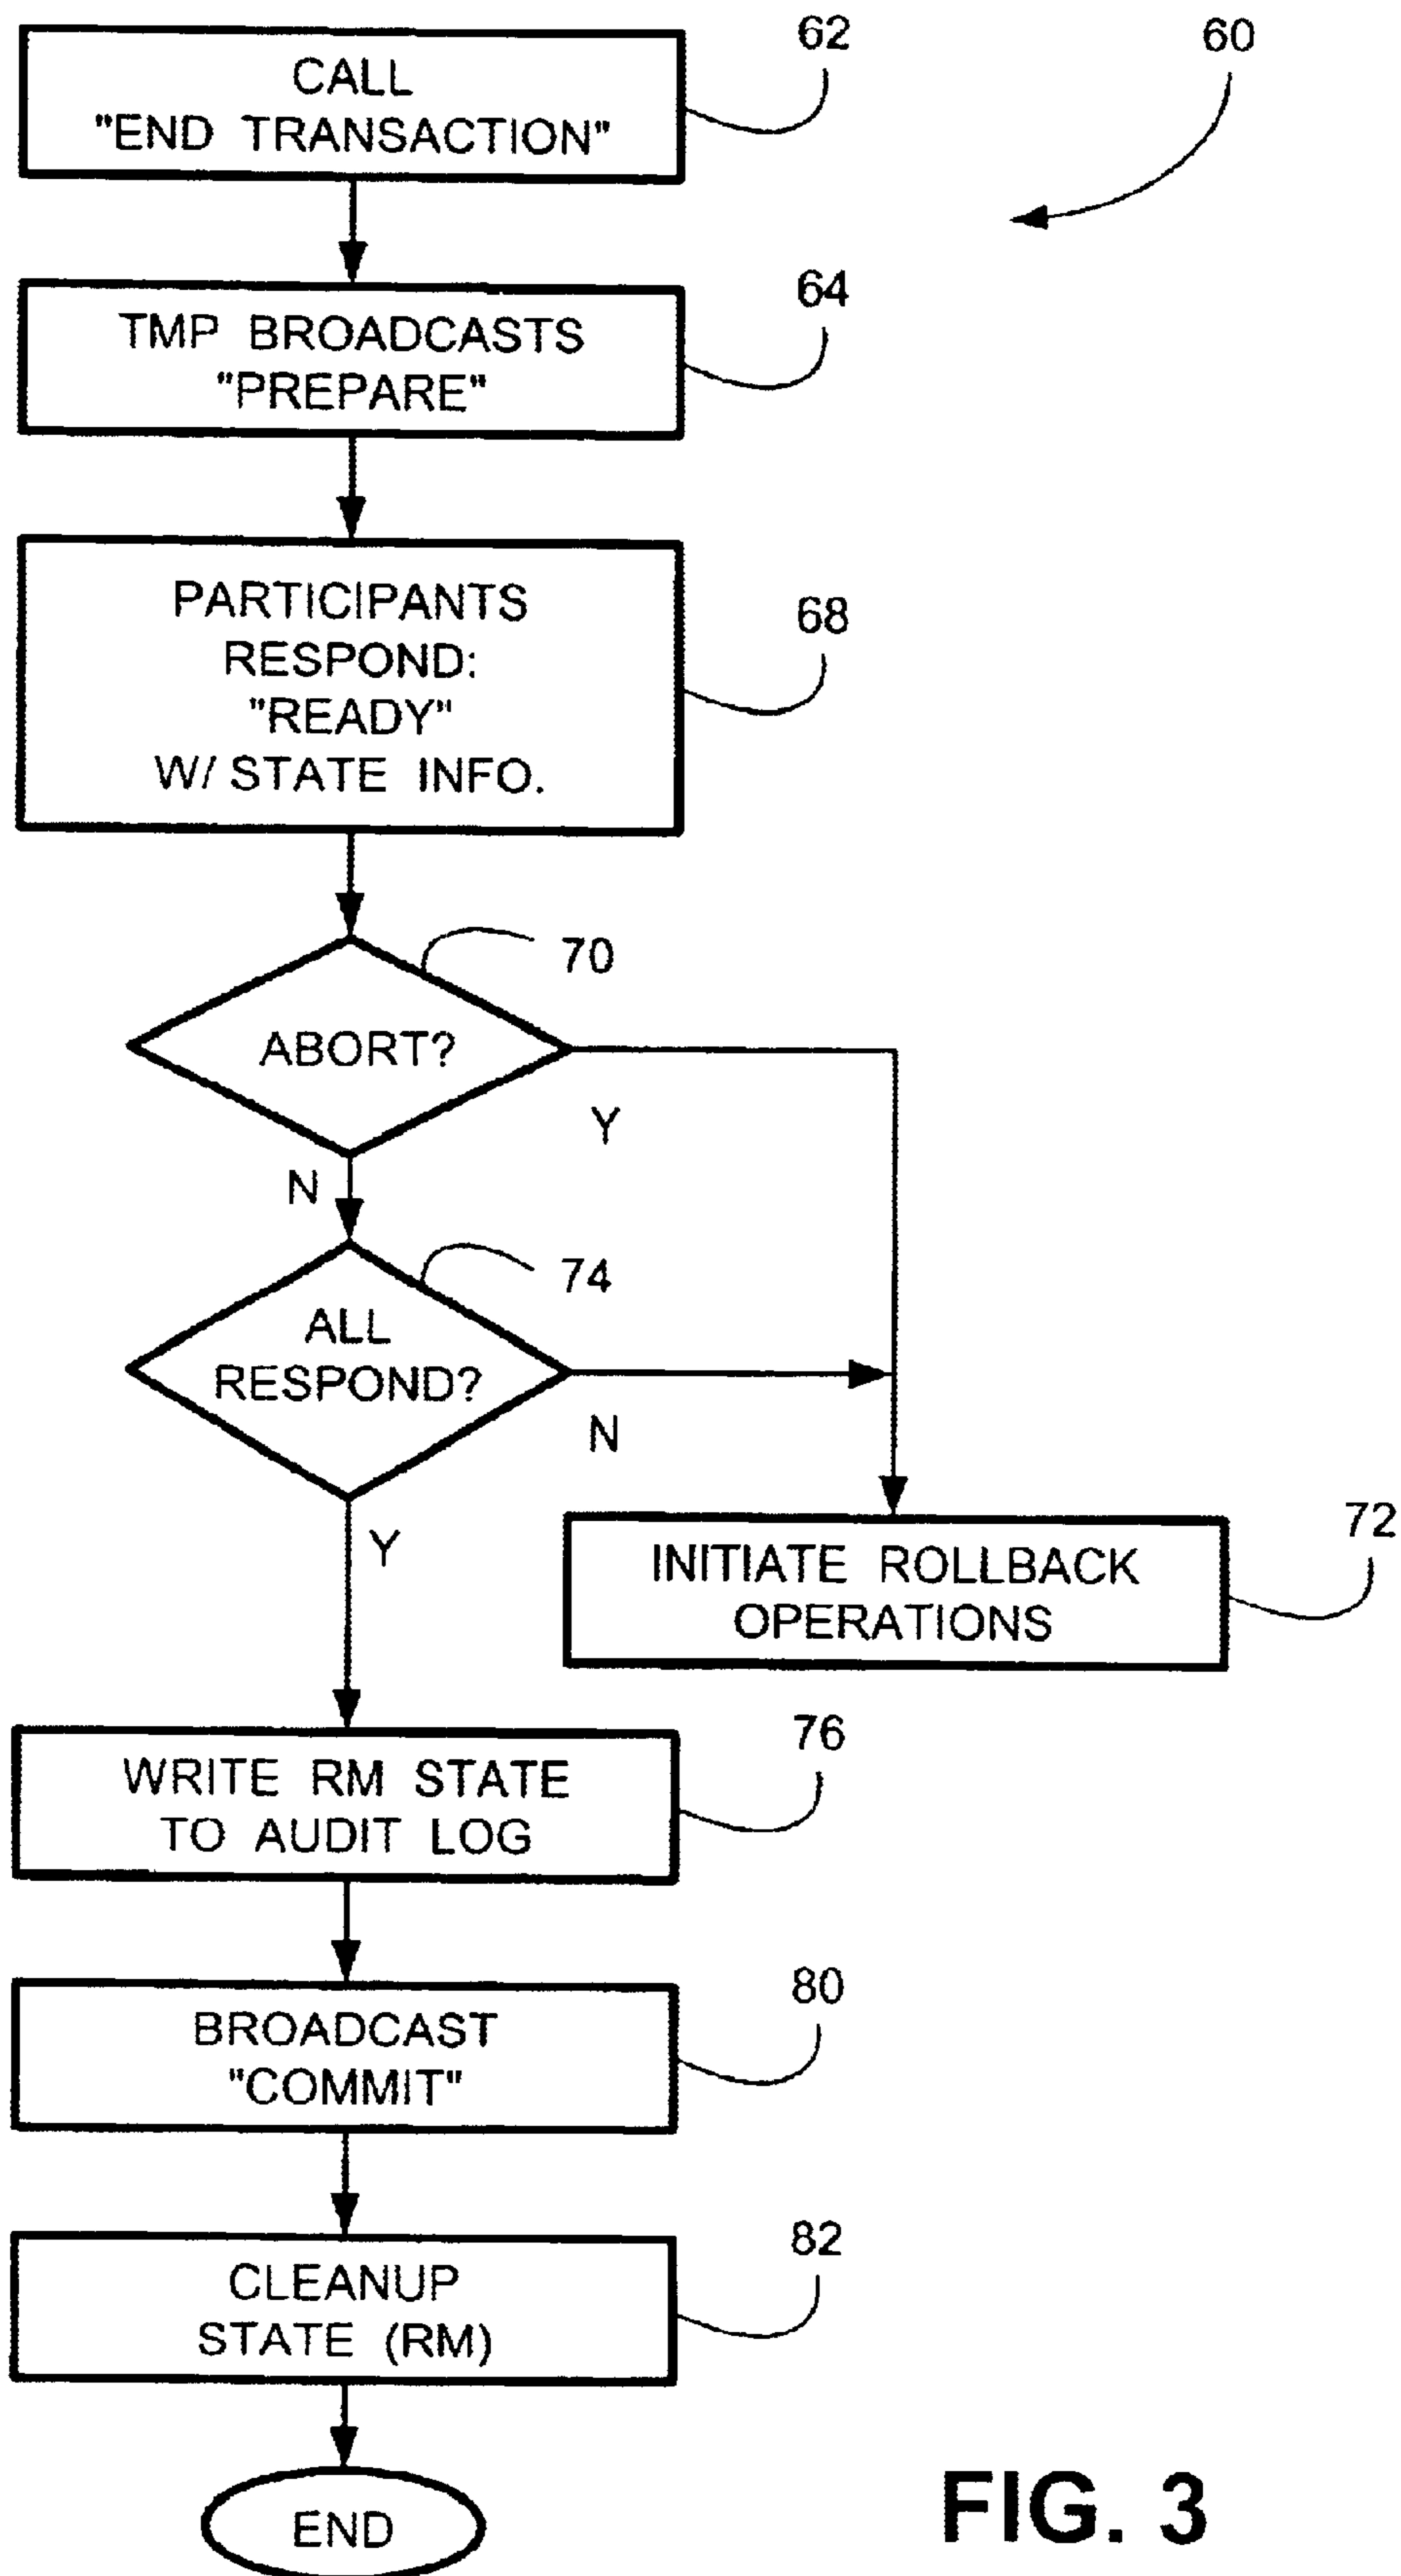 60
62
CALL
"END TRANSACTION"
64
TMP BROADCASTS
"PREPARE"
68
PARTICIPANTS
RESPOND:
"READY"
W/ STATE INFO.
70
ABORT?
Y
N
74
ALL
RESPOND?
N
Y
72
INITIATE ROLLBACK
OPERATIONS
76
WRITE RM STATE
TO AUDIT LOG
80
BROADCAST
"COMMIT"
82
CLEANUP
STATE (RM)
END
FIG. 3